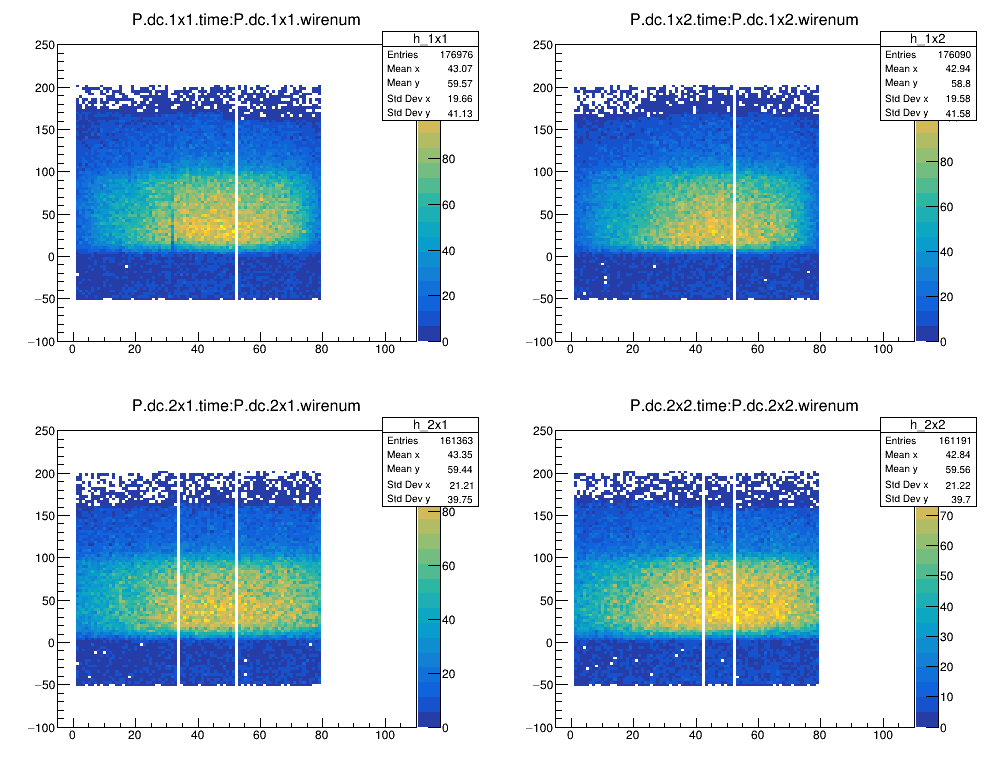 P.dc.1x1.time:P.dc.1x1.wirenum
h_1x1
Entries 176976
Mean x 43.07
Mean y 59.57
Std Dev x 19.66
Std Dev y 41.13
250
200
150
100
50
0
−50
−100
0 20 40 60 80 100
80
60
40
20
0
P.dc.1x2.time:P.dc.1x2.wirenum
h_1x2
Entries 176090
Mean x 42.94
Mean y 58.8
Std Dev x 19.58
Std Dev y 41.58
250
200
150
100
50
0
−50
−100
0 20 40 60 80 100
80
60
40
20
0
P.dc.2x1.time:P.dc.2x1.wirenum
h_2x1
Entries 161363
Mean x 43.35
Mean y 59.44
Std Dev x 21.21
Std Dev y 39.75
250
200
150
100
50
0
−50
−100
0 20 40 60 80 100
80
60
40
20
0
P.dc.2x2.time:P.dc.2x2.wirenum
h_2x2
Entries 161191
Mean x 42.84
Mean y 59.56
Std Dev x 21.22
Std Dev y 39.7
250
200
150
100
50
0
−50
−100
0 20 40 60 80 100
70
60
50
40
30
20
10
0